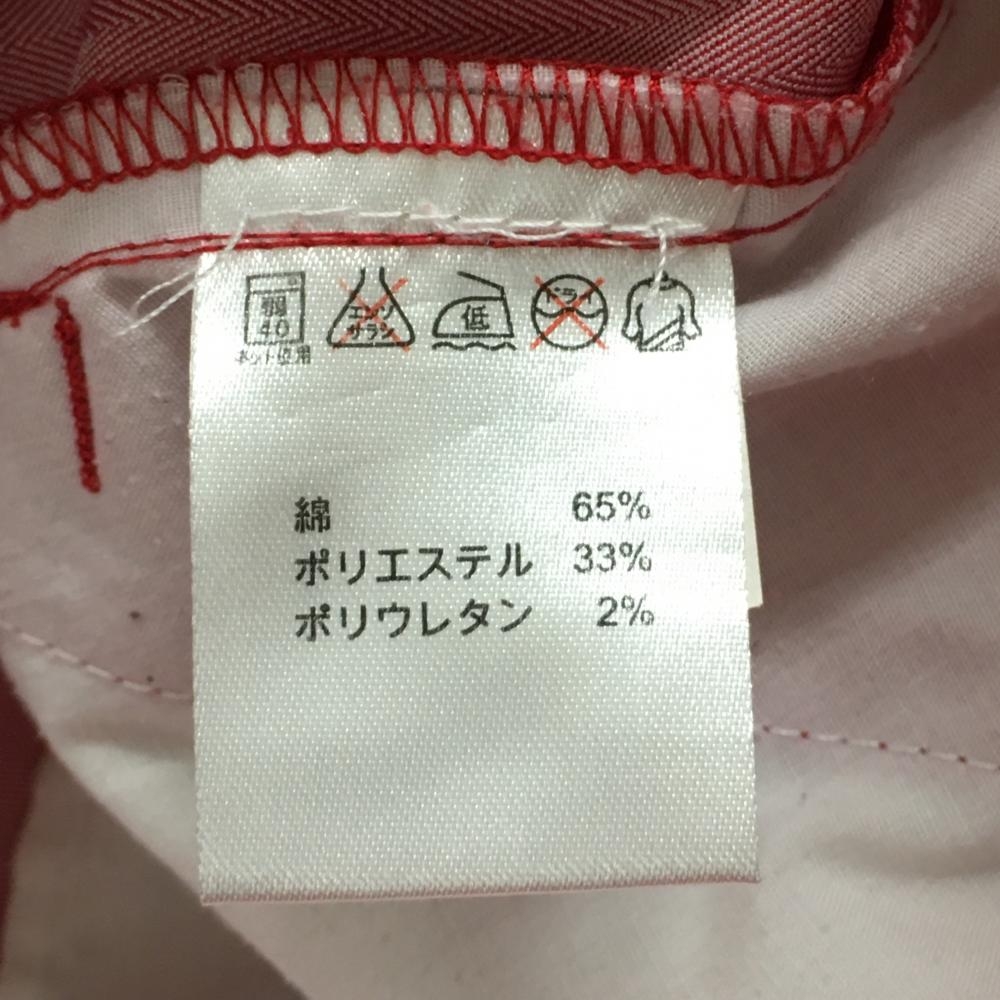 弱
40
ネット使用
エンソ
サラシ
低
ドライ
綿 65%
ポリエステル 33%
ポリウレタン 2%